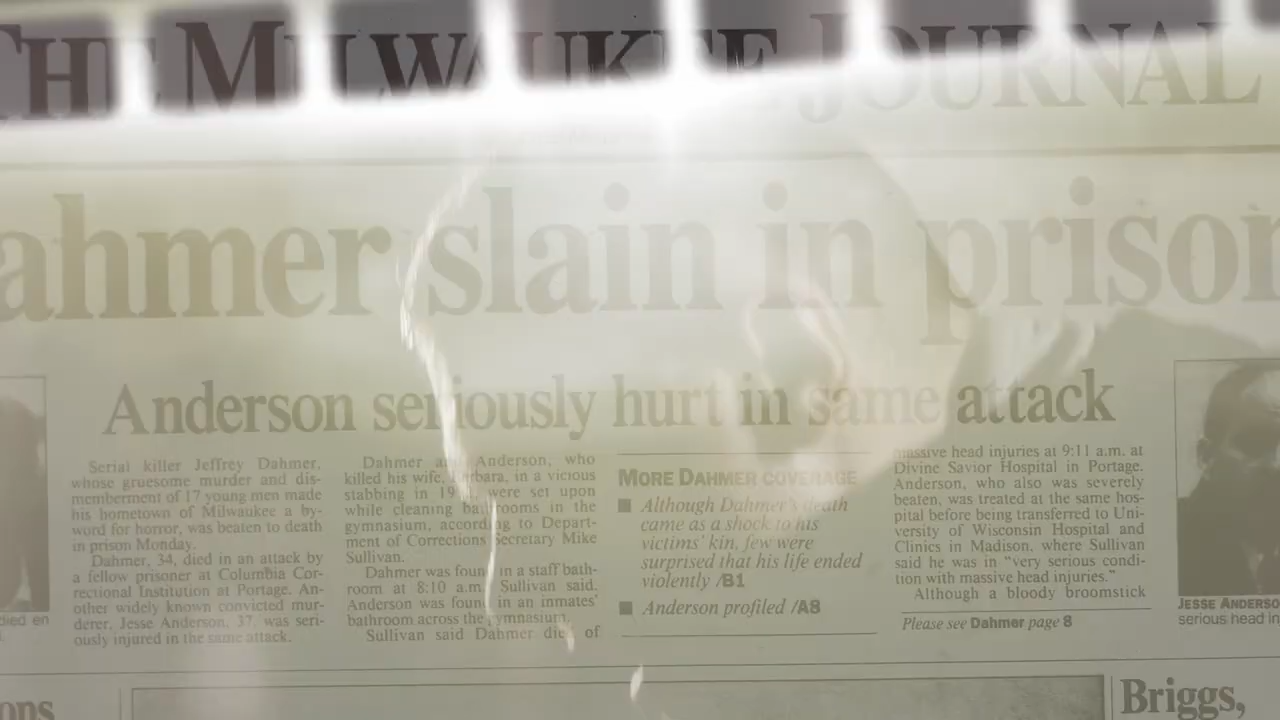 THE MILWAUKEE JOURNAL
ahmer slain in prison
Anderson seriously hurt in same attack
Serial killer Jeffrey Dahmer,
whose gruesome murder and dis-
memberment of 17 young men made
his hometown of Milwaukee a by-
word for horror, was beaten to death
in prison Monday.
Dahmer, 34, died in an attack by
a fellow prisoner at Columbia Cor-
rectional Institution at Portage. An-
other widely known convicted mur-
derer, Jesse Anderson, 37, was seri-
ously injured in the same attack.
Dahmer and Anderson, who
killed his wife, Barbara, in a vicious
stabbing in 19 were set upon
while cleaning bathrooms in the
gymnasium, according to Depart-
ment of Corrections Secretary Mike
Sullivan.
Dahmer was found in a staff bath-
room at 8:10 a.m. Sullivan said.
Anderson was found in an inmates'
bathroom across the gymnasium.
Sullivan said Dahmer died of
MORE DAHMER COVERAGE
■ Although Dahmer's death
came as a shock to his
victims' kin, few were
surprised that his life ended
violently /B1
■ Anderson profiled /A8
massive head injuries at 9:11 a.m. at
Divine Savior Hospital in Portage.
Anderson, who also was severely
beaten, was treated at the same hos-
pital before being transferred to Uni-
versity of Wisconsin Hospital and
Clinics in Madison, where Sullivan
said he was in "very serious condi-
tion with massive head injuries."
Although a bloody broomstick
Please see Dahmer page 8
died en
JESSE ANDERSO
serious head in
ons
Briggs,